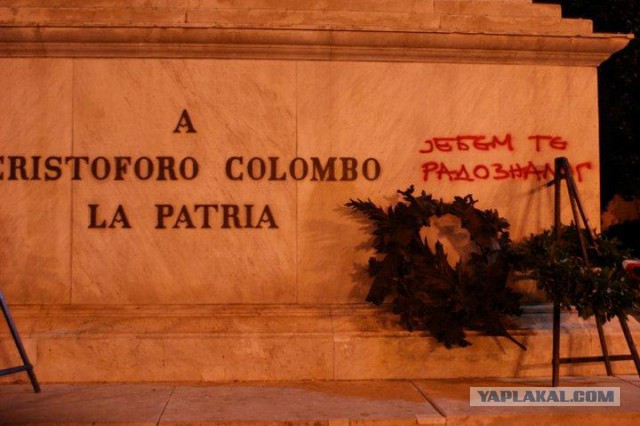 A
CRISTOFORO COLOMBO
LA PATRIA
ЈЕБЕМ ТЕ
РАДОЗНАЛОГ
YAPLAKAL.COM